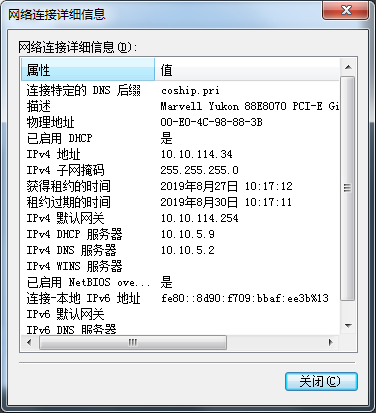 网络连接详细信息
网络连接详细信息(D):
属性 值
连接特定的 DNS 后缀 coship.pri
描述 Marvell Yukon 88E8070 PCI-E Gi
物理地址 00-E0-4C-98-88-3B
已启用 DHCP 是
IPv4 地址 10.10.114.34
IPv4 子网掩码 255.255.255.0
获得租约的时间 2019年8月27日 10:17:12
租约过期的时间 2019年8月30日 10:17:11
IPv4 默认网关 10.10.114.254
IPv4 DHCP 服务器 10.10.5.9
IPv4 DNS 服务器 10.10.5.2
IPv4 WINS 服务器
已启用 NetBIOS ove... 是
连接-本地 IPv6 地址 fe80::8d90:f709:bbaf:ee3b%13
IPv6 默认网关
IPv6 DNS 服务器
关闭(C)